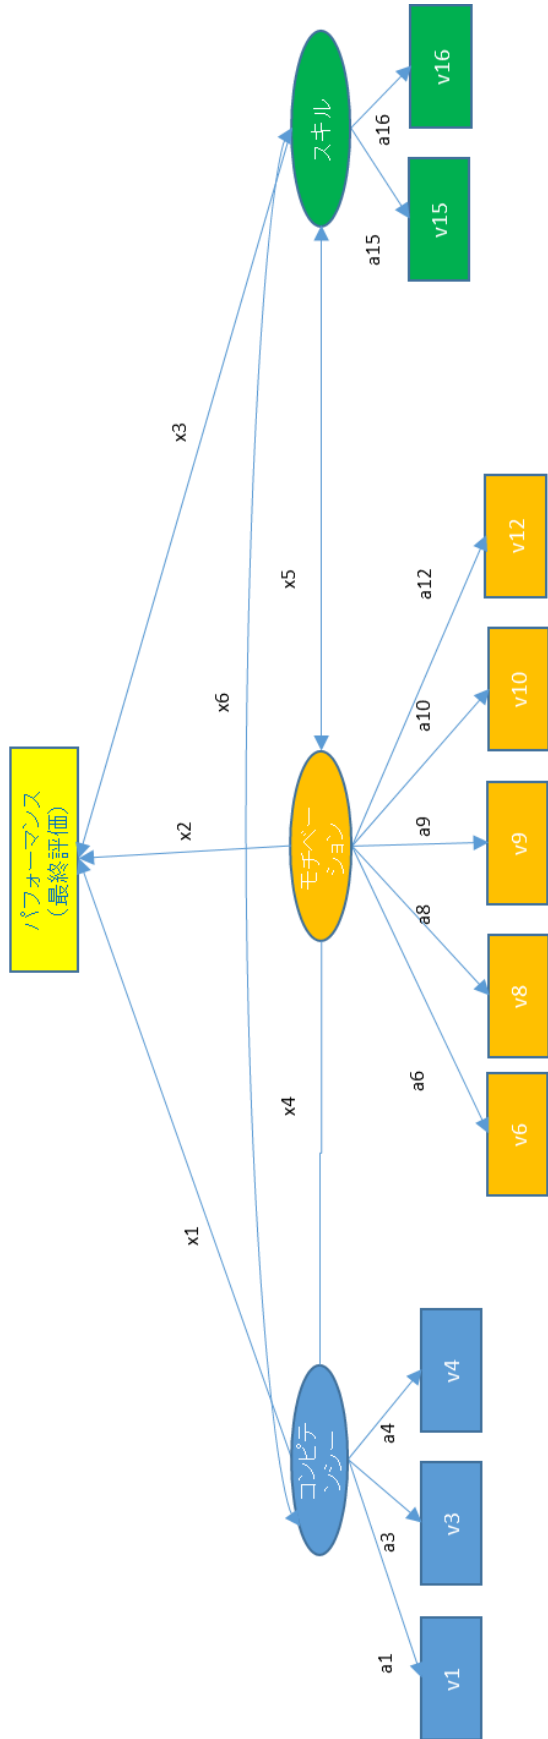 パフォーマンス
（最終評価）
x1
x2
x3
x6
x4
x5
コンピテ
ンシー
モチベー
ション
スキル
a1
a3
a4
a6
a8
a9
a10
a12
a15
a16
v1
v3
v4
v6
v8
v9
v10
v12
v15
v16